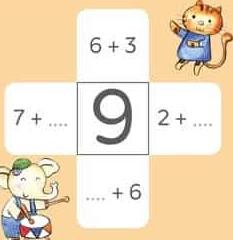 6 + 3
7 + ....
9
2 + ....
.... + 6